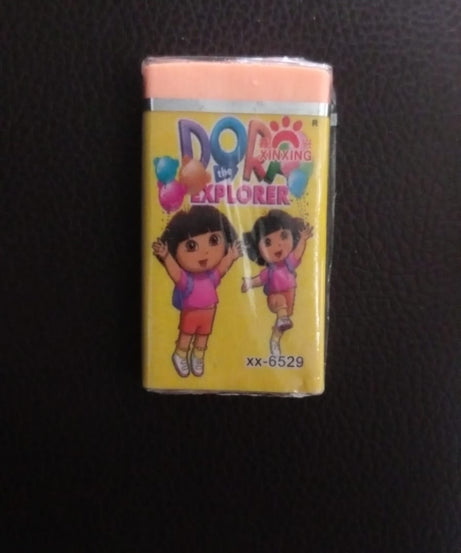 DORA
XINXING
®
the
EXPLORER
xx-6529